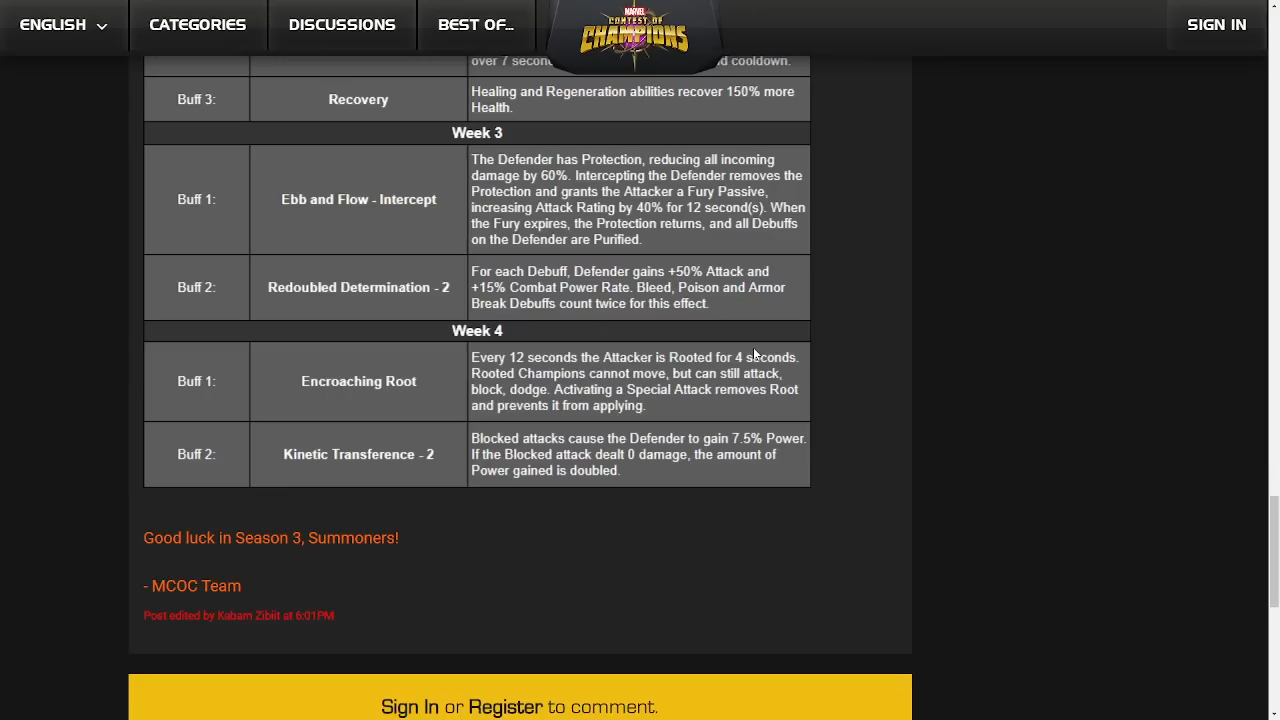 ENGLISH CATEGORIES DISCUSSIONS BEST OF... MARVEL CONTEST OF CHAMPIONS SIGN IN
over 7 cooldown.
Buff 3: Recovery Healing and Regeneration abilities recover 150% more
Health.
Week 3
The Defender has Protection, reducing all incoming
damage by 60%. Intercepting the Defender removes the
Protection and grants the Attacker a Fury Passive,
Buff 1: Ebb and Flow - Intercept increasing Attack Rating by 40% for 12 second(s). When
the Fury expires, the Protection returns, and all Debuffs
on the Defender are Purified.
For each Debuff, Defender gains +50% Attack and
Buff 2: Redoubled Determination - 2 +15% Combat Power Rate. Bleed, Poison and Armor
Break Debuffs count twice for this effect.
Week 4
Every 12 seconds the Attacker is Rooted for 4 seconds.
Buff 1: Encroaching Root Rooted Champions cannot move, but can still attack,
block, dodge. Activating a Special Attack removes Root
and prevents it from applying.
Blocked attacks cause the Defender to gain 7.5% Power.
Buff 2: Kinetic Transference - 2 If the Blocked attack dealt 0 damage, the amount of
Power gained is doubled.
Good luck in Season 3, Summoners!
- MCOC Team
Post edited by Kabam Zibiit at 6:01PM
Sign In or Register to comment.